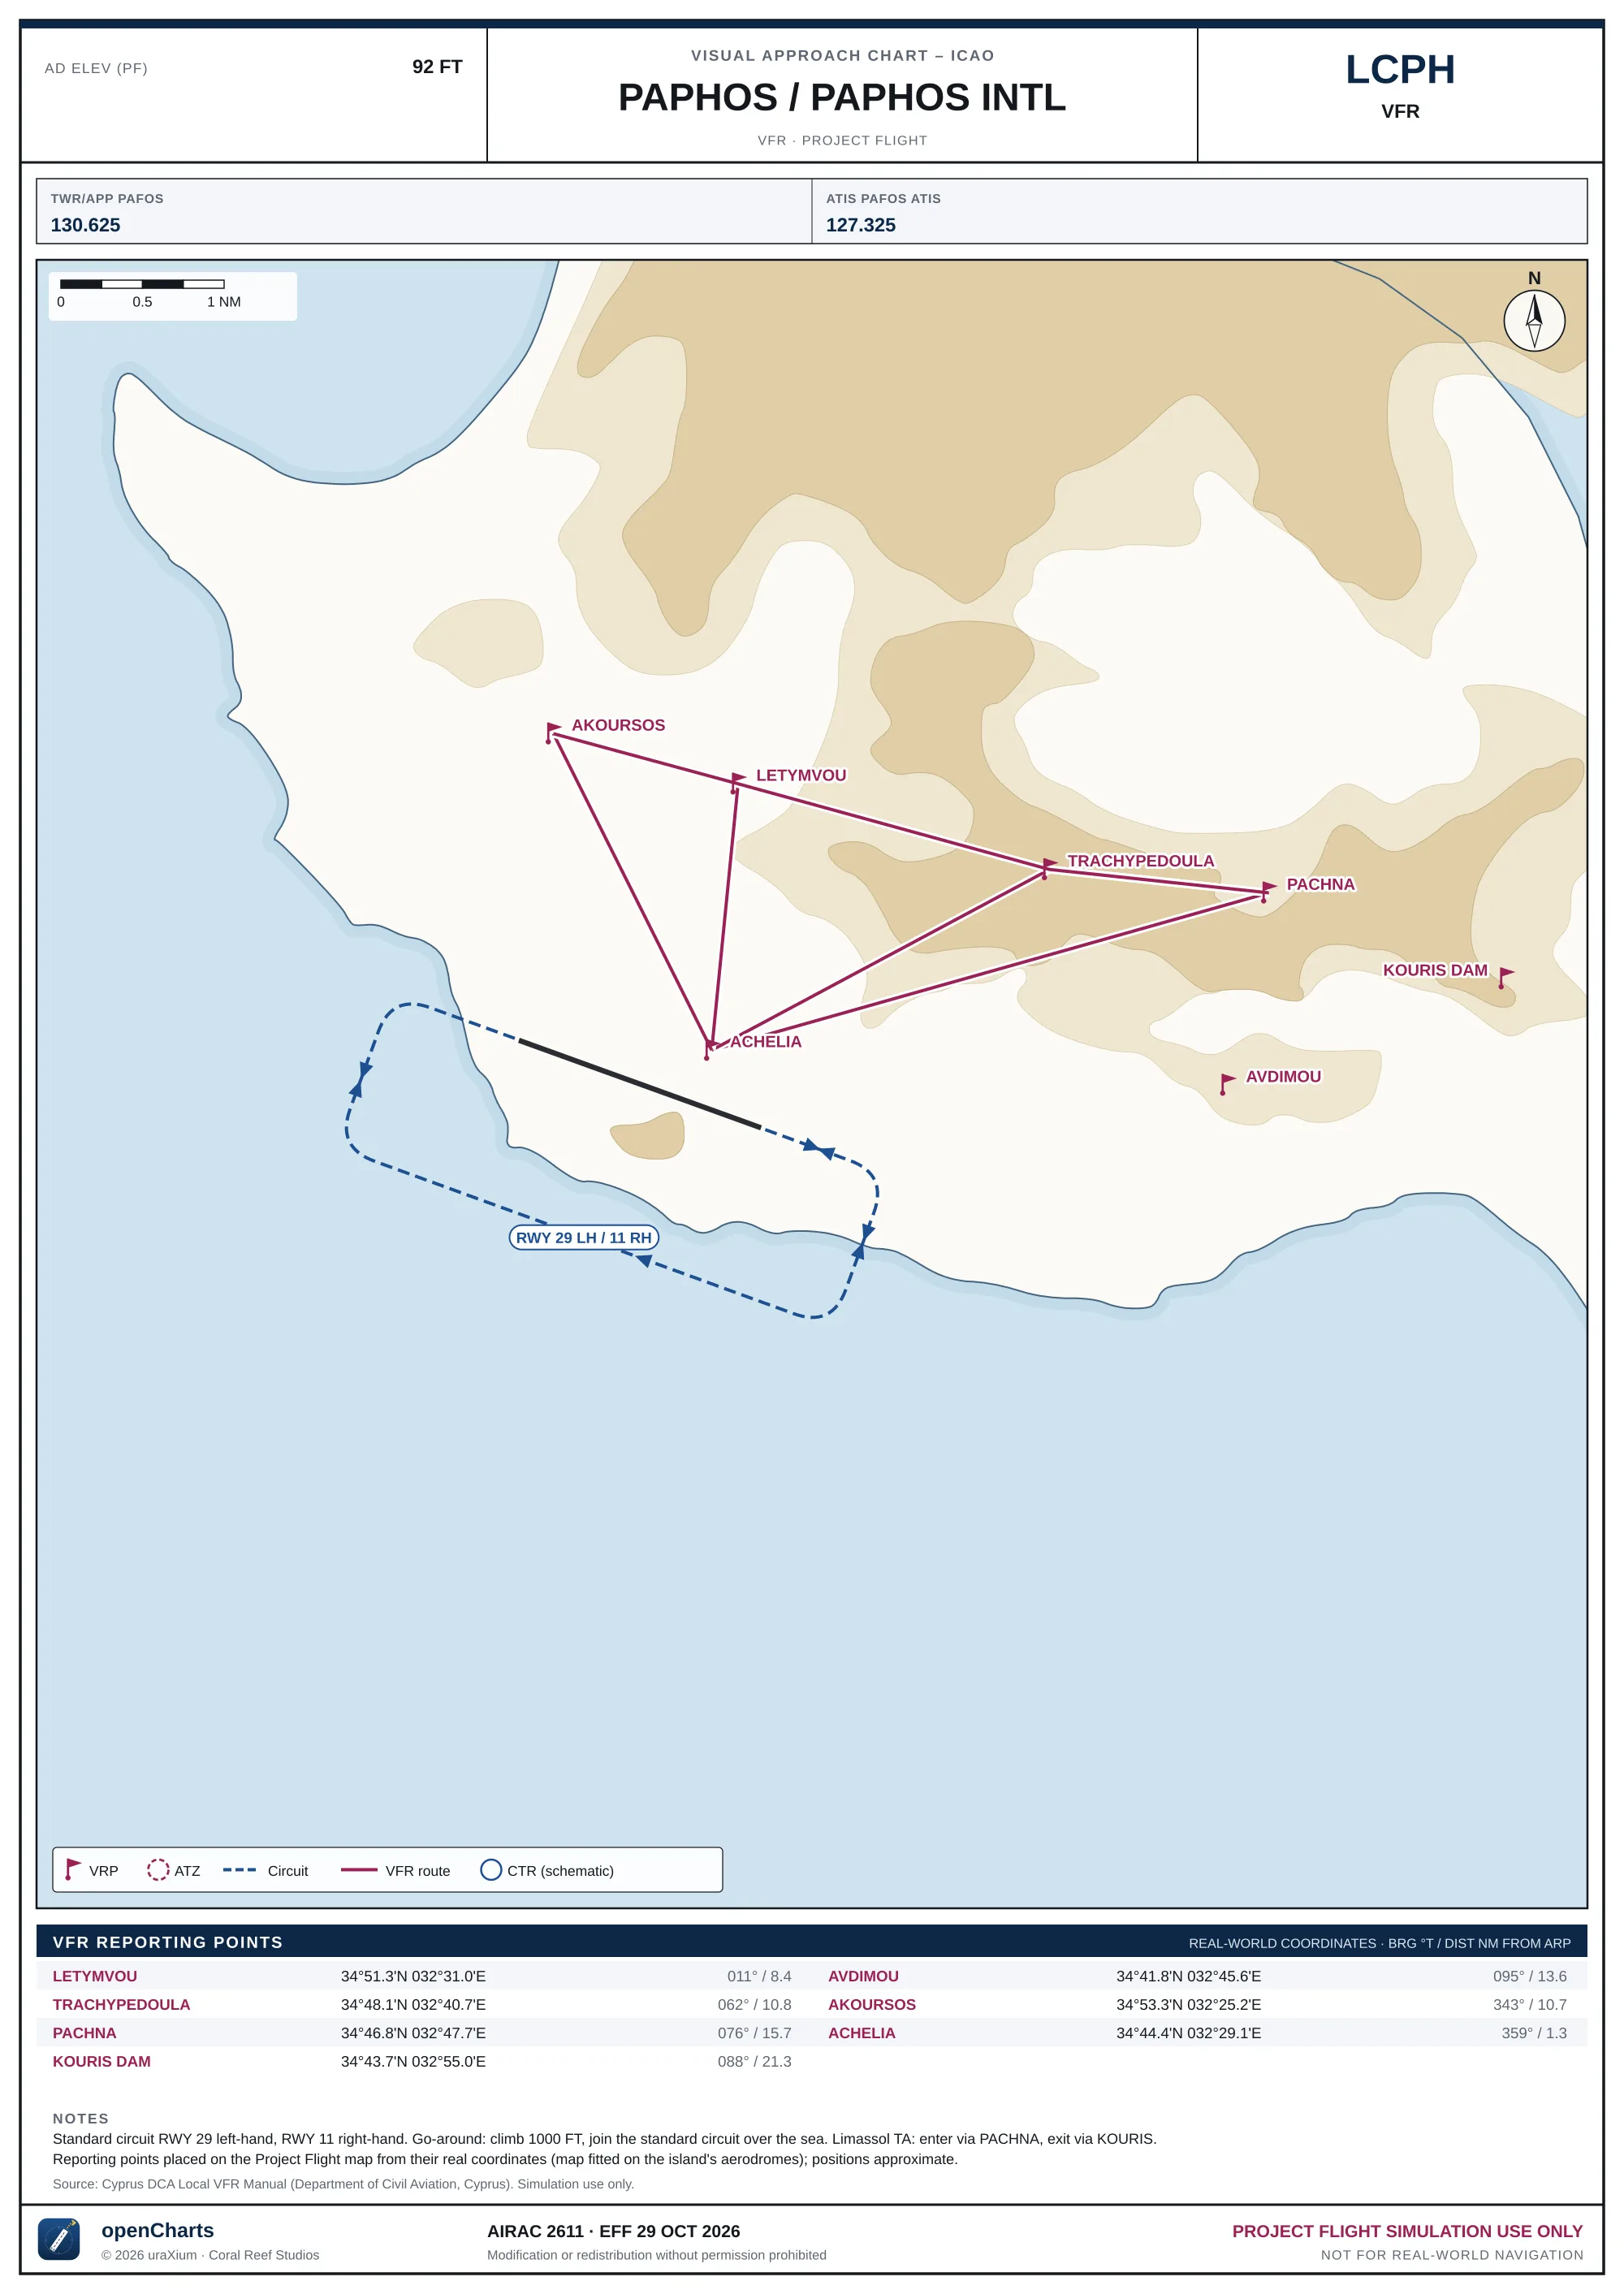 AD ELEV (PF)
92 FT
VISUAL APPROACH CHART – ICAO
PAPHOS / PAPHOS INTL
VFR · PROJECT FLIGHT
LCPH
VFR
TWR/APP PAFOS
130.625
ATIS PAFOS ATIS
127.325
0 0.5 1 NM
N
AKOURSOS
LETYMVOU
TRACHYPEDOULA
PACHNA
KOURIS DAM
ACHELIA
AVDIMOU
RWY 29 LH / 11 RH
VRP ATZ Circuit VFR route CTR (schematic)
VFR REPORTING POINTS
REAL-WORLD COORDINATES · BRG °T / DIST NM FROM ARP
LETYMVOU 34°51.3'N 032°31.0'E 011° / 8.4
AVDIMOU 34°41.8'N 032°45.6'E 095° / 13.6
TRACHYPEDOULA 34°48.1'N 032°40.7'E 062° / 10.8
AKOURSOS 34°53.3'N 032°25.2'E 343° / 10.7
PACHNA 34°46.8'N 032°47.7'E 076° / 15.7
ACHELIA 34°44.4'N 032°29.1'E 359° / 1.3
KOURIS DAM 34°43.7'N 032°55.0'E 088° / 21.3
NOTES
Standard circuit RWY 29 left-hand, RWY 11 right-hand. Go-around: climb 1000 FT, join the standard circuit over the sea. Limassol TA: enter via PACHNA, exit via KOURIS.
Reporting points placed on the Project Flight map from their real coordinates (map fitted on the island's aerodromes); positions approximate.
Source: Cyprus DCA Local VFR Manual (Department of Civil Aviation, Cyprus). Simulation use only.
openCharts
© 2026 uraXium · Coral Reef Studios
AIRAC 2611 · EFF 29 OCT 2026
Modification or redistribution without permission prohibited
PROJECT FLIGHT SIMULATION USE ONLY
NOT FOR REAL-WORLD NAVIGATION